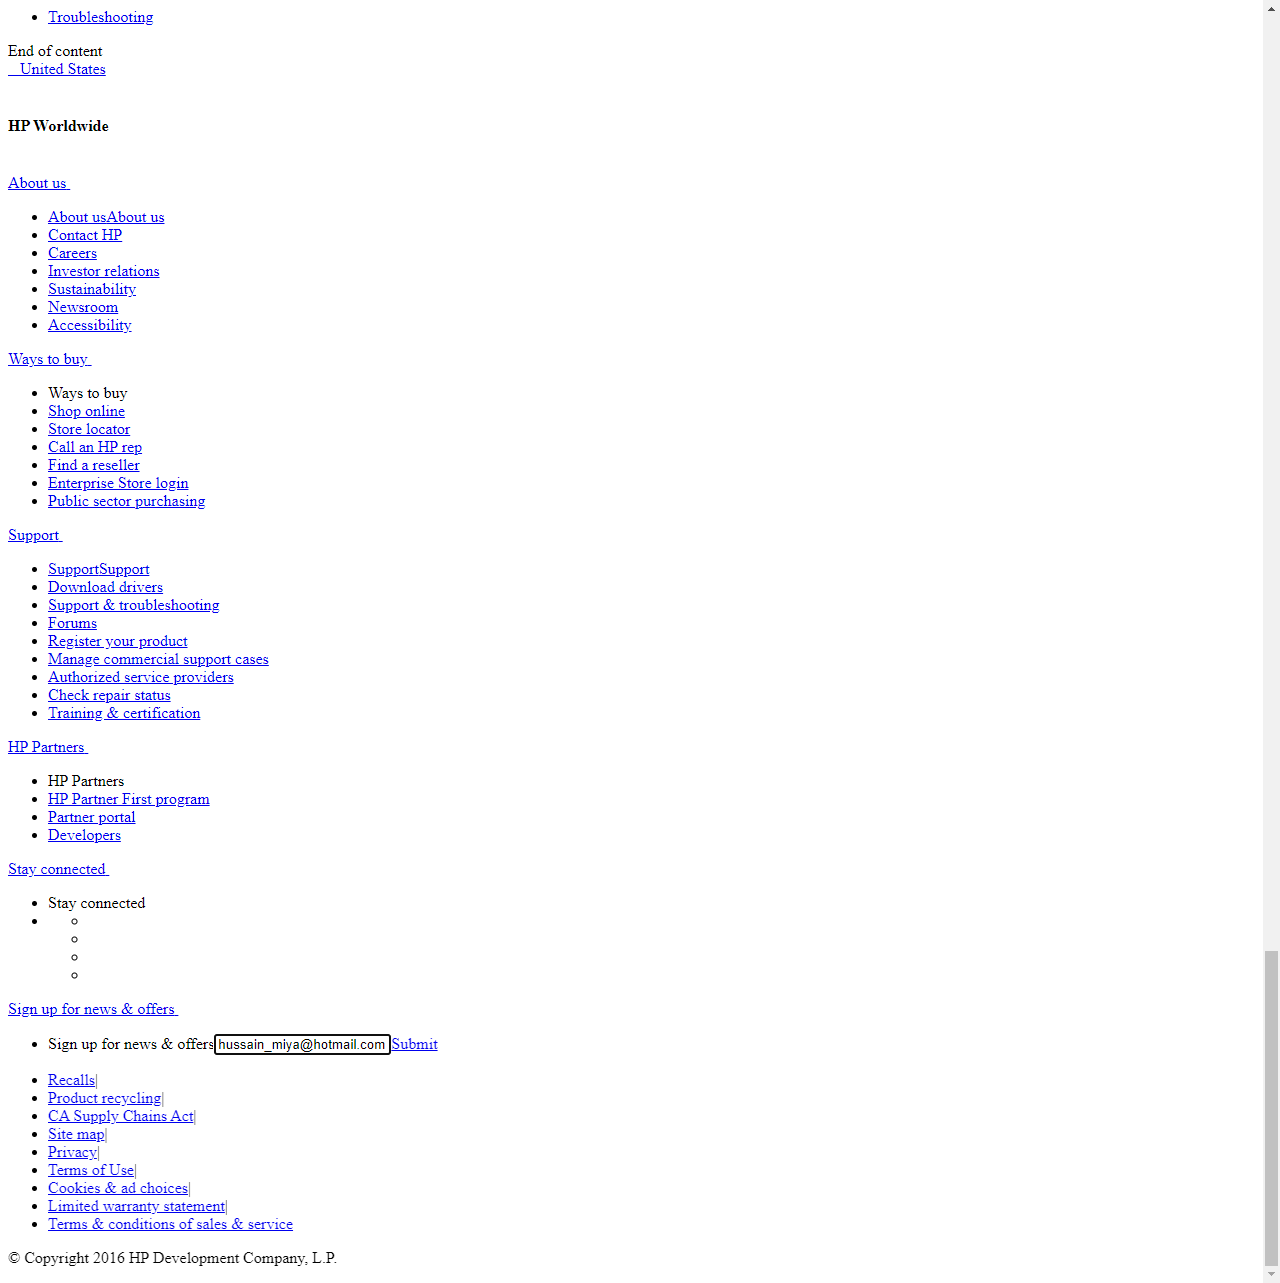 Troubleshooting
End of content
United States
HP Worldwide
About us
About usAbout us
Contact HP
Careers
Investor relations
Sustainability
Newsroom
Accessibility
Ways to buy
Ways to buy
Shop online
Store locator
Call an HP rep
Find a reseller
Enterprise Store login
Public sector purchasing
Support
SupportSupport
Download drivers
Support & troubleshooting
Forums
Register your product
Manage commercial support cases
Authorized service providers
Check repair status
Training & certification
HP Partners
HP Partners
HP Partner First program
Partner portal
Developers
Stay connected
Stay connected
Sign up for news & offers
Sign up for news & offers hussain_miya@hotmail.com Submit
Recalls|
Product recycling|
CA Supply Chains Act|
Site map|
Privacy|
Terms of Use|
Cookies & ad choices|
Limited warranty statement|
Terms & conditions of sales & service
© Copyright 2016 HP Development Company, L.P.